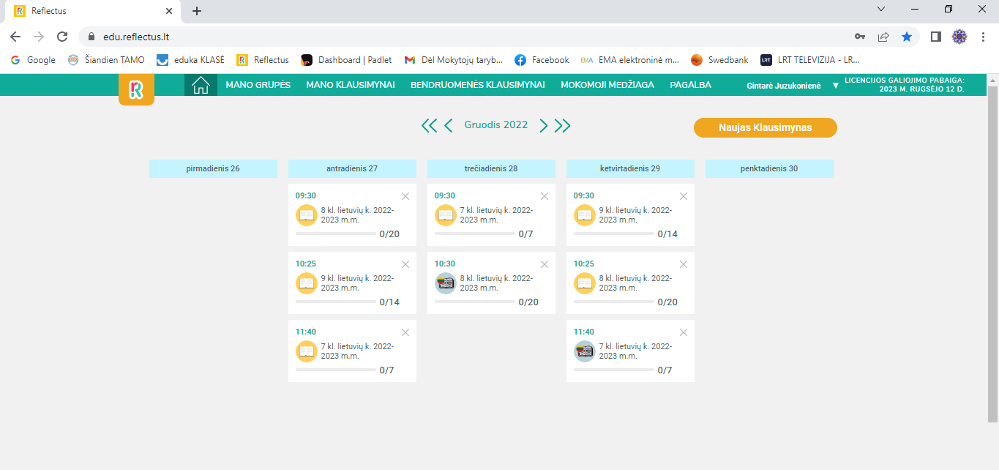 Reflectus
edu.reflectus.lt
Google
Šiandien TAMO
eduka KLASĖ
Reflectus
Dashboard | Padlet
Dėl Mokytojų taryb...
Facebook
EMA
EMA elektroninė m...
Swedbank
LRT
LRT TELEVIZIJA - LR...
R
MANO GRUPĖS
MANO KLAUSIMYNAI
BENDRUOMENĖS KLAUSIMYNAI
MOKOMOJI MEDŽIAGA
PAGALBA
Gintarė Juzukonienė
LICENCIJOS GALIOJIMO PABAIGA:
2023 M. RUGSĖJO 12 D.
Gruodis 2022
Naujas Klausimynas
pirmadienis 26
antradienis 27
09:30
8 kl. lietuvių k. 2022-
2023 m.m.
0/20
10:25
9 kl. lietuvių k. 2022-
2023 m.m.
0/14
11:40
7 kl. lietuvių k. 2022-
2023 m.m.
0/7
trečiadienis 28
09:30
7 kl. lietuvių k. 2022-
2023 m.m.
0/7
10:30
8 kl. lietuvių k. 2022-
2023 m.m.
0/20
ketvirtadienis 29
09:30
9 kl. lietuvių k. 2022-
2023 m.m.
0/14
10:25
8 kl. lietuvių k. 2022-
2023 m.m.
0/20
11:40
7 kl. lietuvių k. 2022-
2023 m.m.
0/7
penktadienis 30